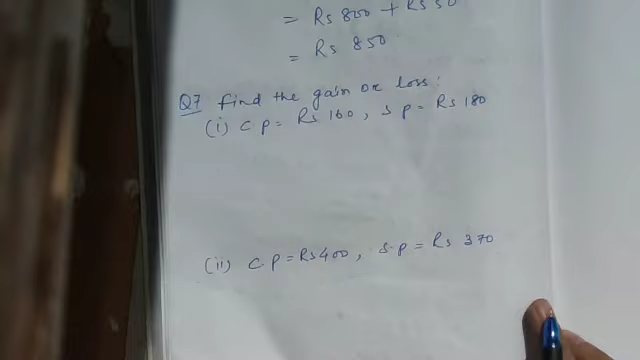 = Rs 800 + Rs 50
= Rs 850.
Q7 find the gain or loss:
(i) C p = Rs 160, S p = Rs 180
(ii) C.p = Rs 400, S.p = Rs 370